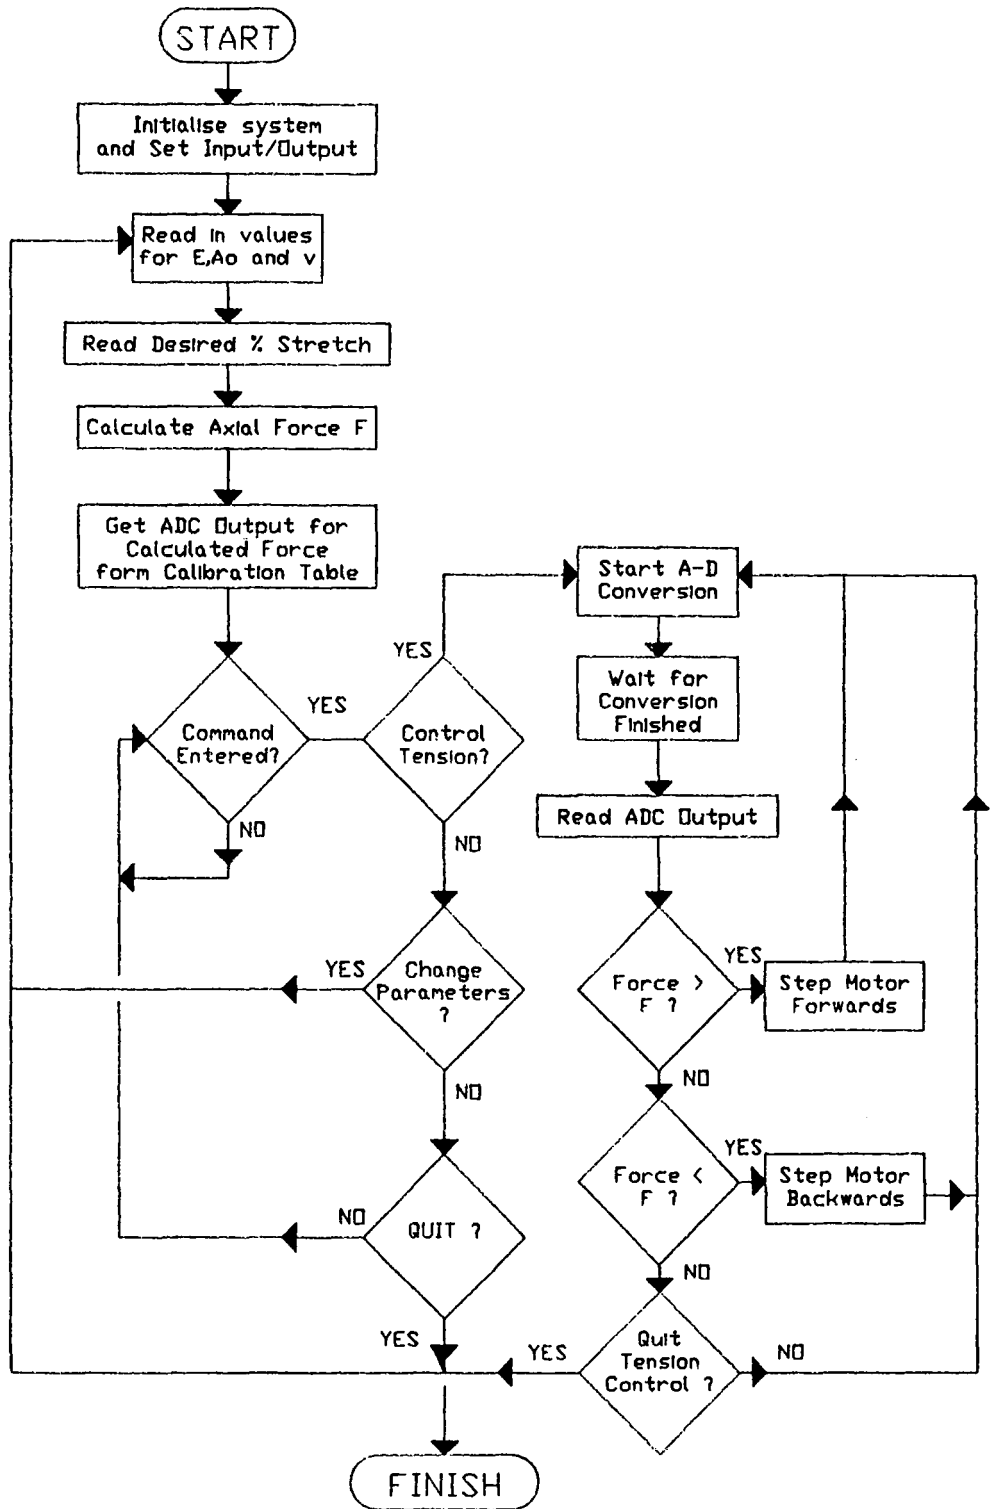 START
Initialise system
and Set Input/Output
Read in values
for E,Ao and v
Read Desired % Stretch
Calculate Axial Force F
Get ADC Output for
Calculated Force
form Calibration Table
Command
Entered?
YES
NO
Control
Tension?
YES
NO
Change
Parameters
?
YES
NO
QUIT ?
NO
YES
Start A-D
Conversion
Wait for
Conversion
Finished
Read ADC Output
Force >
F ?
YES
NO
Step Motor
Forwards
Force <
F ?
YES
NO
Step Motor
Backwards
Quit
Tension
Control ?
YES
NO
FINISH